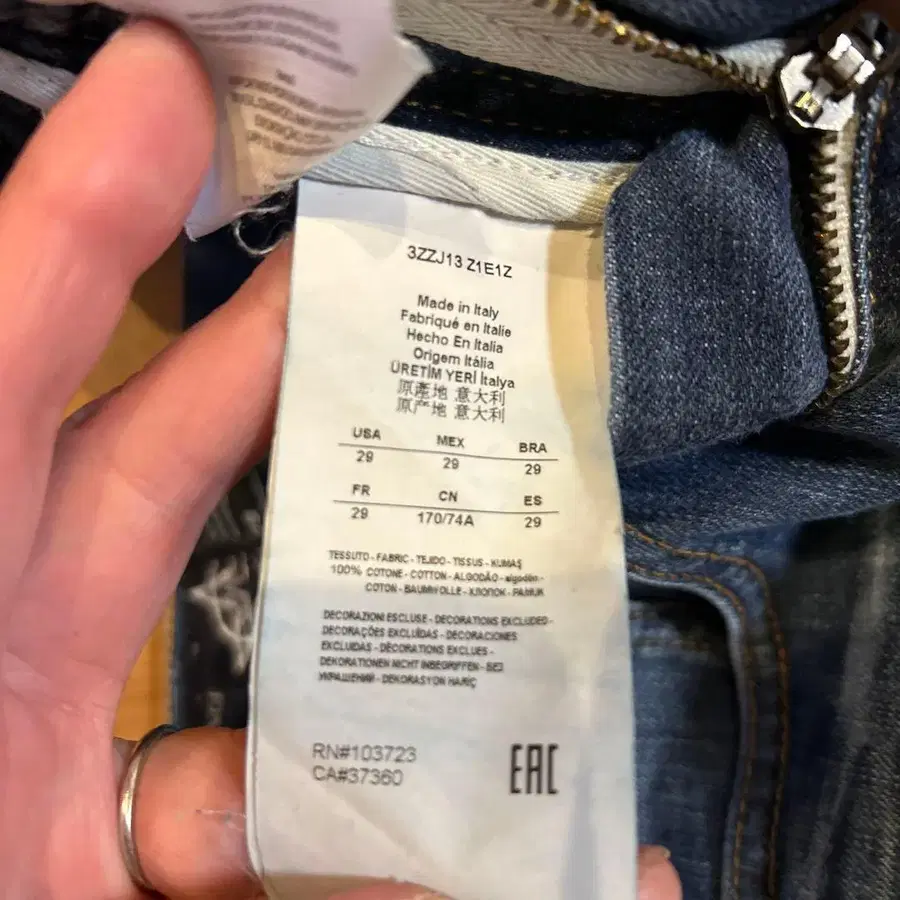 3ZZJ13 Z1E1Z
Made in Italy
Fabriqué en Italie
Hecho En Italia
Origem Itália
ÜRETİM YERİ İtalya
原產地 意大利
原产地 意大利
USA MEX BRA
29 29 29
FR CN ES
29 170/74A 29
TESSUTO - FABRIC - TEJIDO - TISSUS - KUMAŞ
100% COTONE - COTTON - ALGODÃO - algodón -
COTON - BAUMWOLLE - ХЛОПОК - PAMUK
DECORAZIONI ESCLUSE - DECORATIONS EXCLUDED -
DECORAÇÕES EXCLUÍDAS - DECORACIONES
EXCLUIDAS - DÉCORATIONS EXCLUES -
DEKORATIONEN NICHT INBEGRIFFEN - БЕЗ
УКРАШЕНИЙ - DEKORASYON HARİÇ
RN#103723
CA#37360
EAC